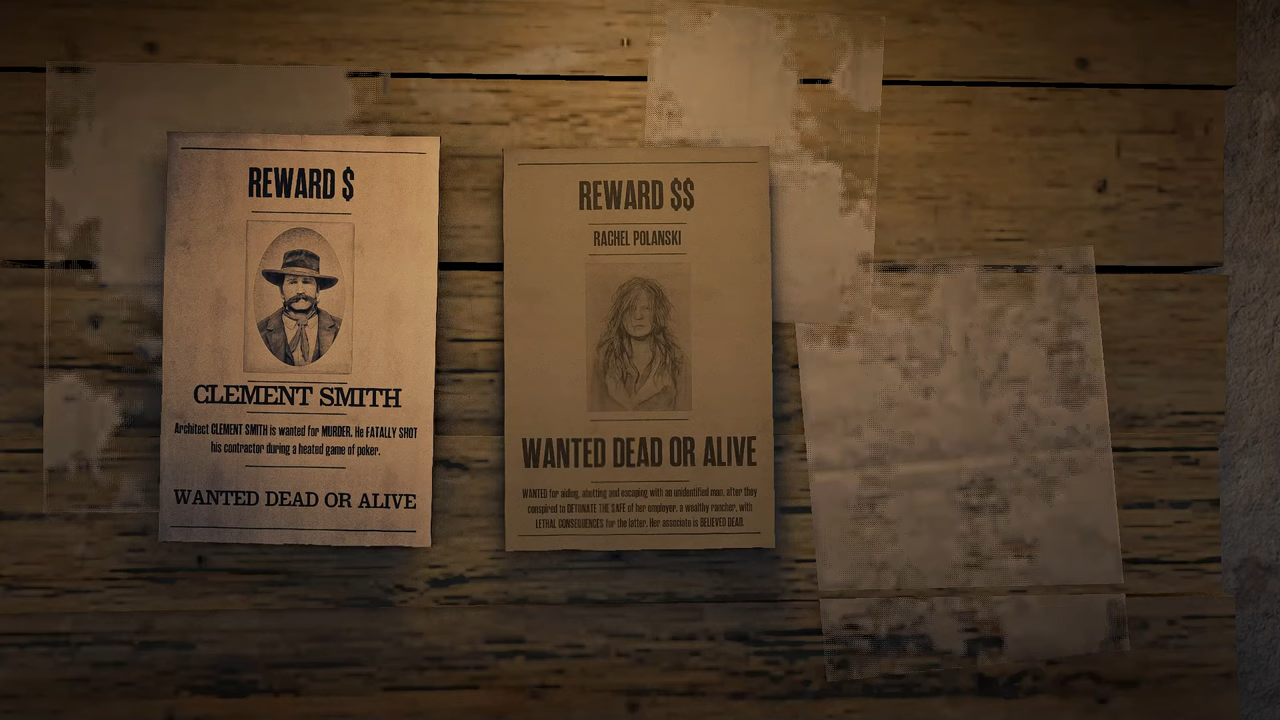 REWARD $
CLEMENT SMITH
Architect CLEMENT SMITH is wanted for MURDER. He FATALLY SHOT
his contractor during a heated game of poker.
WANTED DEAD OR ALIVE
REWARD $$
RACHEL POLANSKI
WANTED DEAD OR ALIVE
WANTED for aiding, abetting and escaping with an unidentified man, after they
conspired to DETONATE THE SAFE of her employer, a wealthy rancher, with
LETHAL CONSEQUENCES for the latter. Her associate is BELIEVED DEAD.